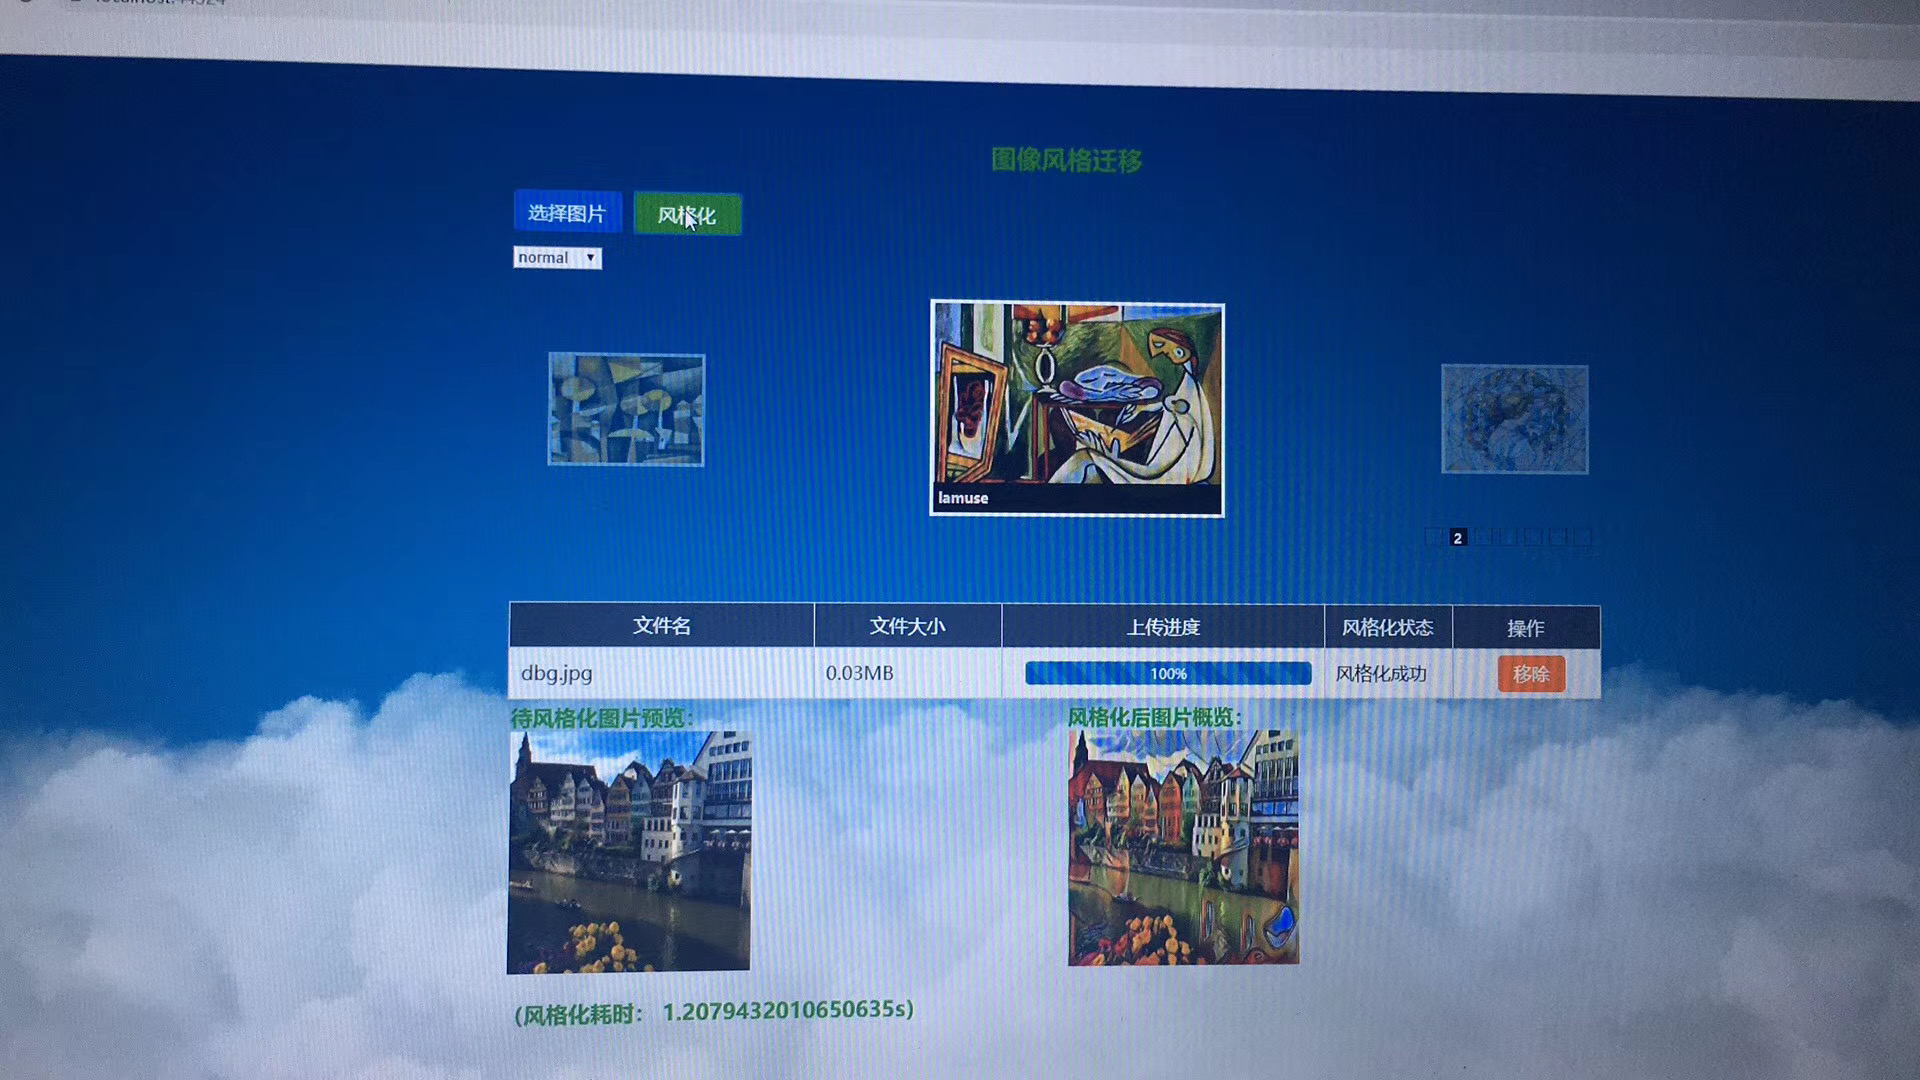 图像风格迁移
选择图片
风格化
normal
lamuse
2
文件名 文件大小 上传进度 风格化状态 操作
dbg.jpg 0.03MB 100% 风格化成功 移除
待风格化图片预览：
风格化后图片概览：
(风格化耗时： 1.2079432010650635s)